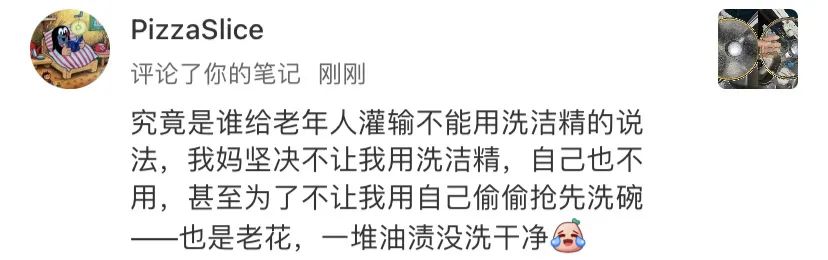 PizzaSlice
评论了你的笔记 刚刚
究竟是谁给老年人灌输不能用洗洁精的说
法，我妈坚决不让我用洗洁精，自己也不
用，甚至为了不让我用自己偷偷抢先洗碗
——也是老花，一堆油渍没洗干净